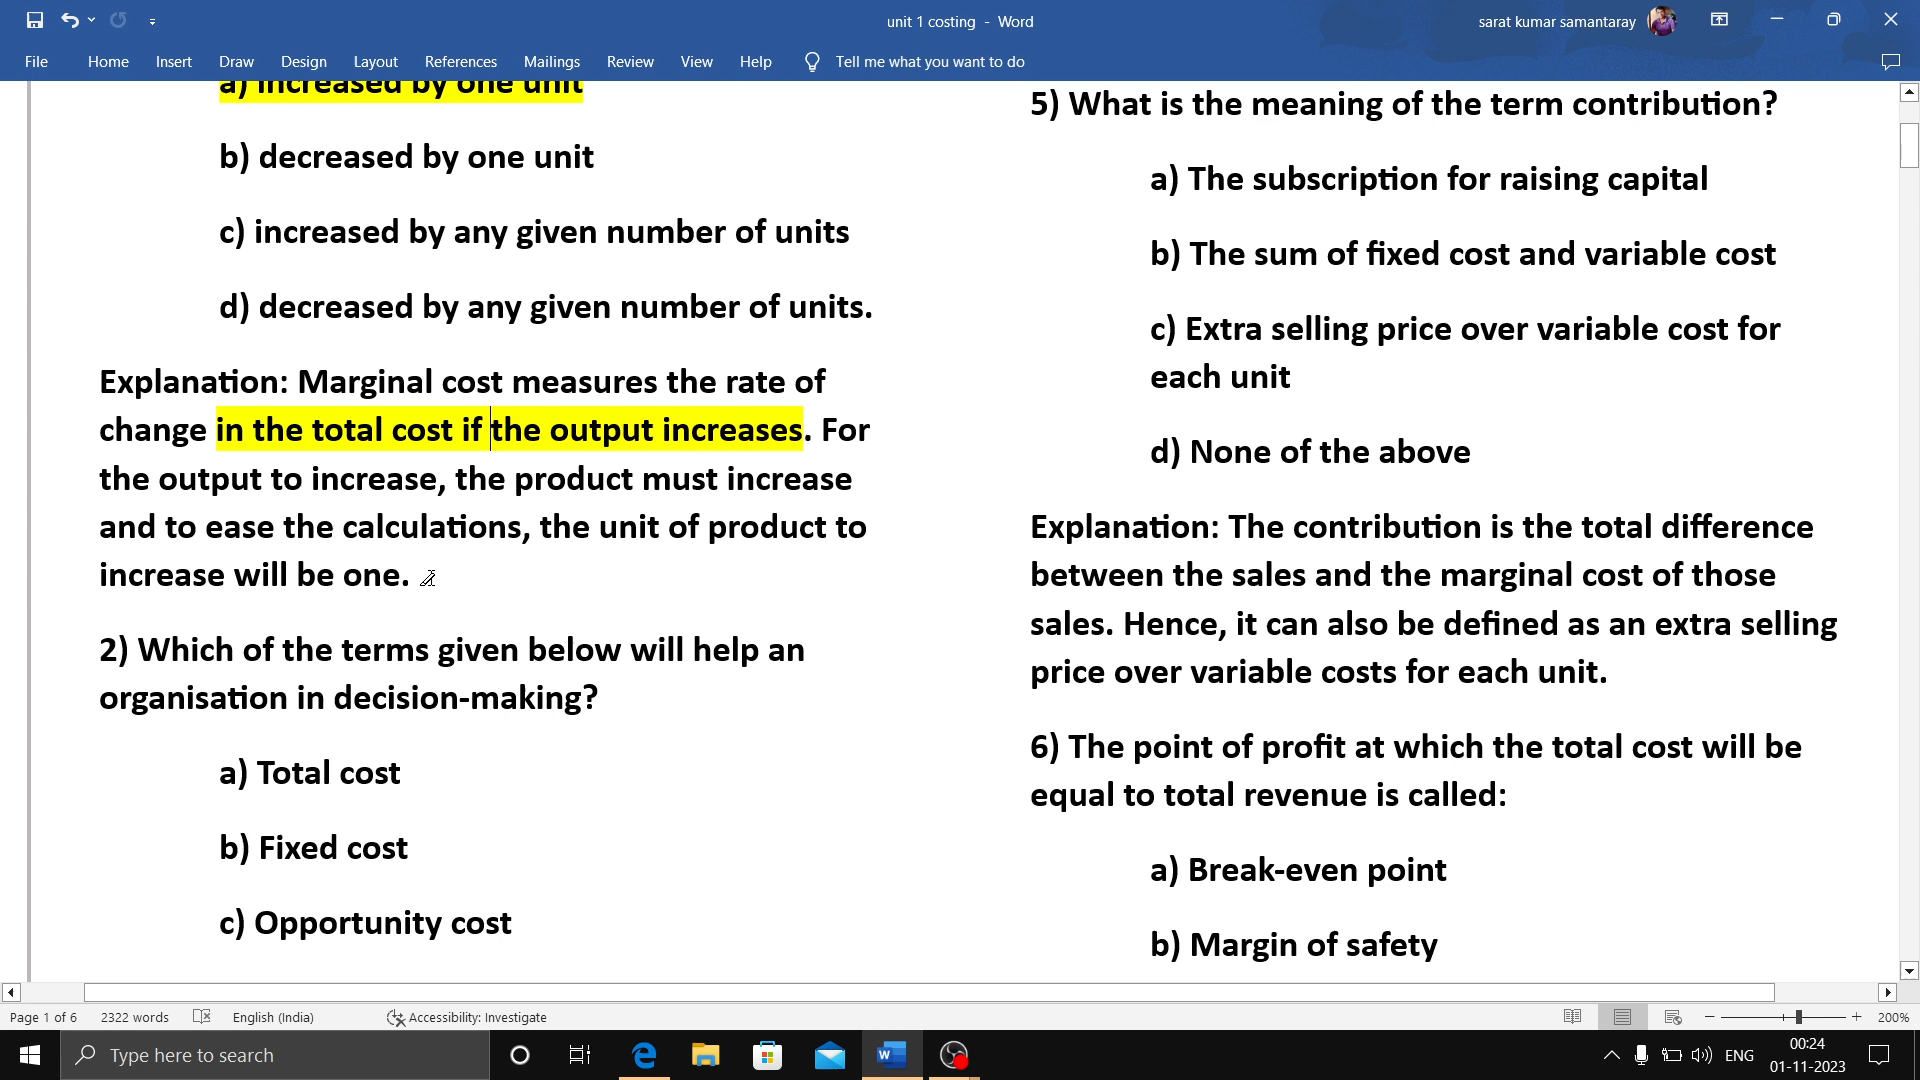 unit 1 costing - Word
sarat kumar samantaray
File Home Insert Draw Design Layout References Mailings Review View Help Tell me what you want to do
a) increased by one unit
b) decreased by one unit
c) increased by any given number of units
d) decreased by any given number of units.
Explanation: Marginal cost measures the rate of
change in the total cost if the output increases. For
the output to increase, the product must increase
and to ease the calculations, the unit of product to
increase will be one.
2) Which of the terms given below will help an
organisation in decision-making?
a) Total cost
b) Fixed cost
c) Opportunity cost
5) What is the meaning of the term contribution?
a) The subscription for raising capital
b) The sum of fixed cost and variable cost
c) Extra selling price over variable cost for
each unit
d) None of the above
Explanation: The contribution is the total difference
between the sales and the marginal cost of those
sales. Hence, it can also be defined as an extra selling
price over variable costs for each unit.
6) The point of profit at which the total cost will be
equal to total revenue is called:
a) Break-even point
b) Margin of safety
Page 1 of 6 2322 words English (India) Accessibility: Investigate 200%
Type here to search
ENG
00:24
01-11-2023